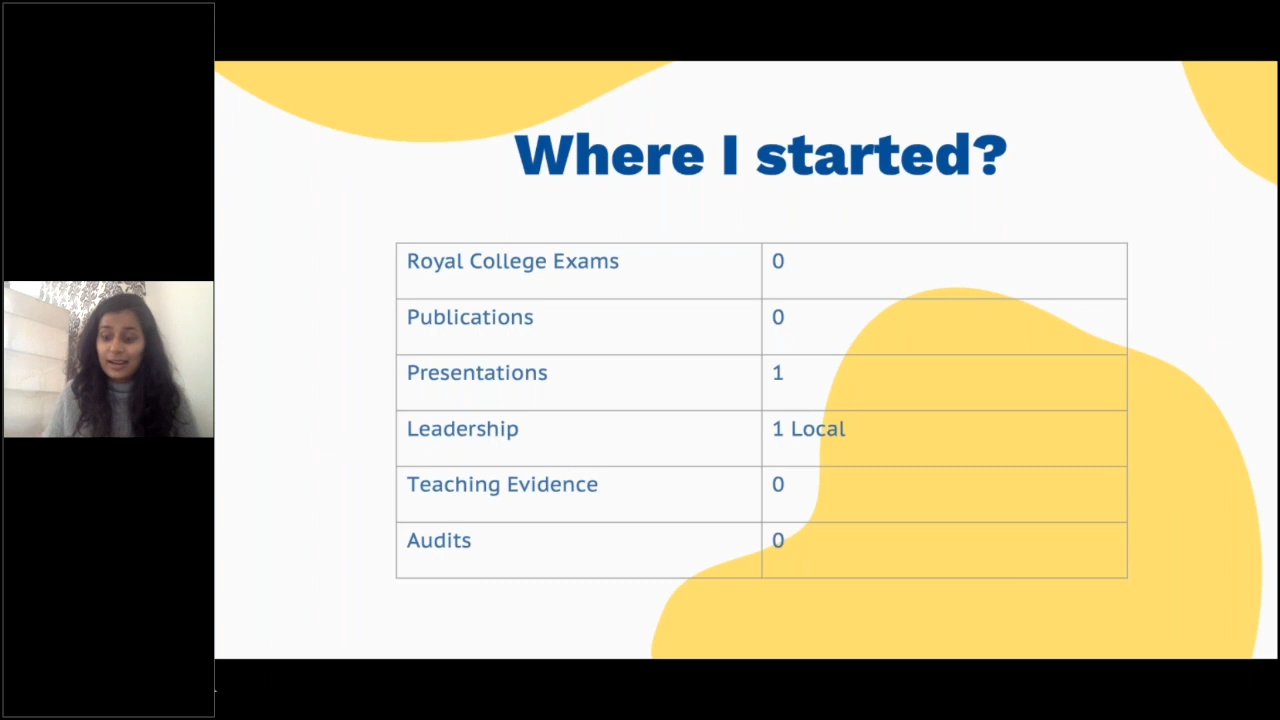 Where I started?
Royal College Exams 0
Publications 0
Presentations 1
Leadership 1 Local
Teaching Evidence 0
Audits 0